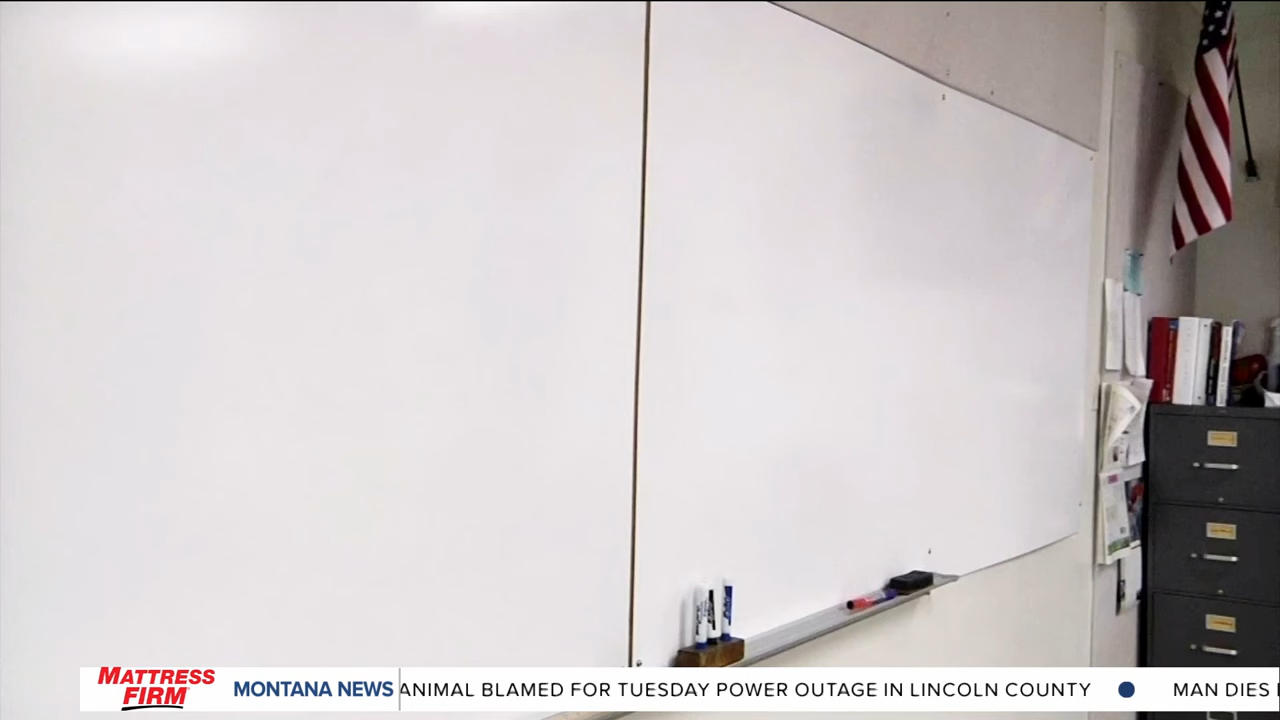 MATTRESS
FIRM
MONTANA NEWS
ANIMAL BLAMED FOR TUESDAY POWER OUTAGE IN LINCOLN COUNTY
MAN DIES